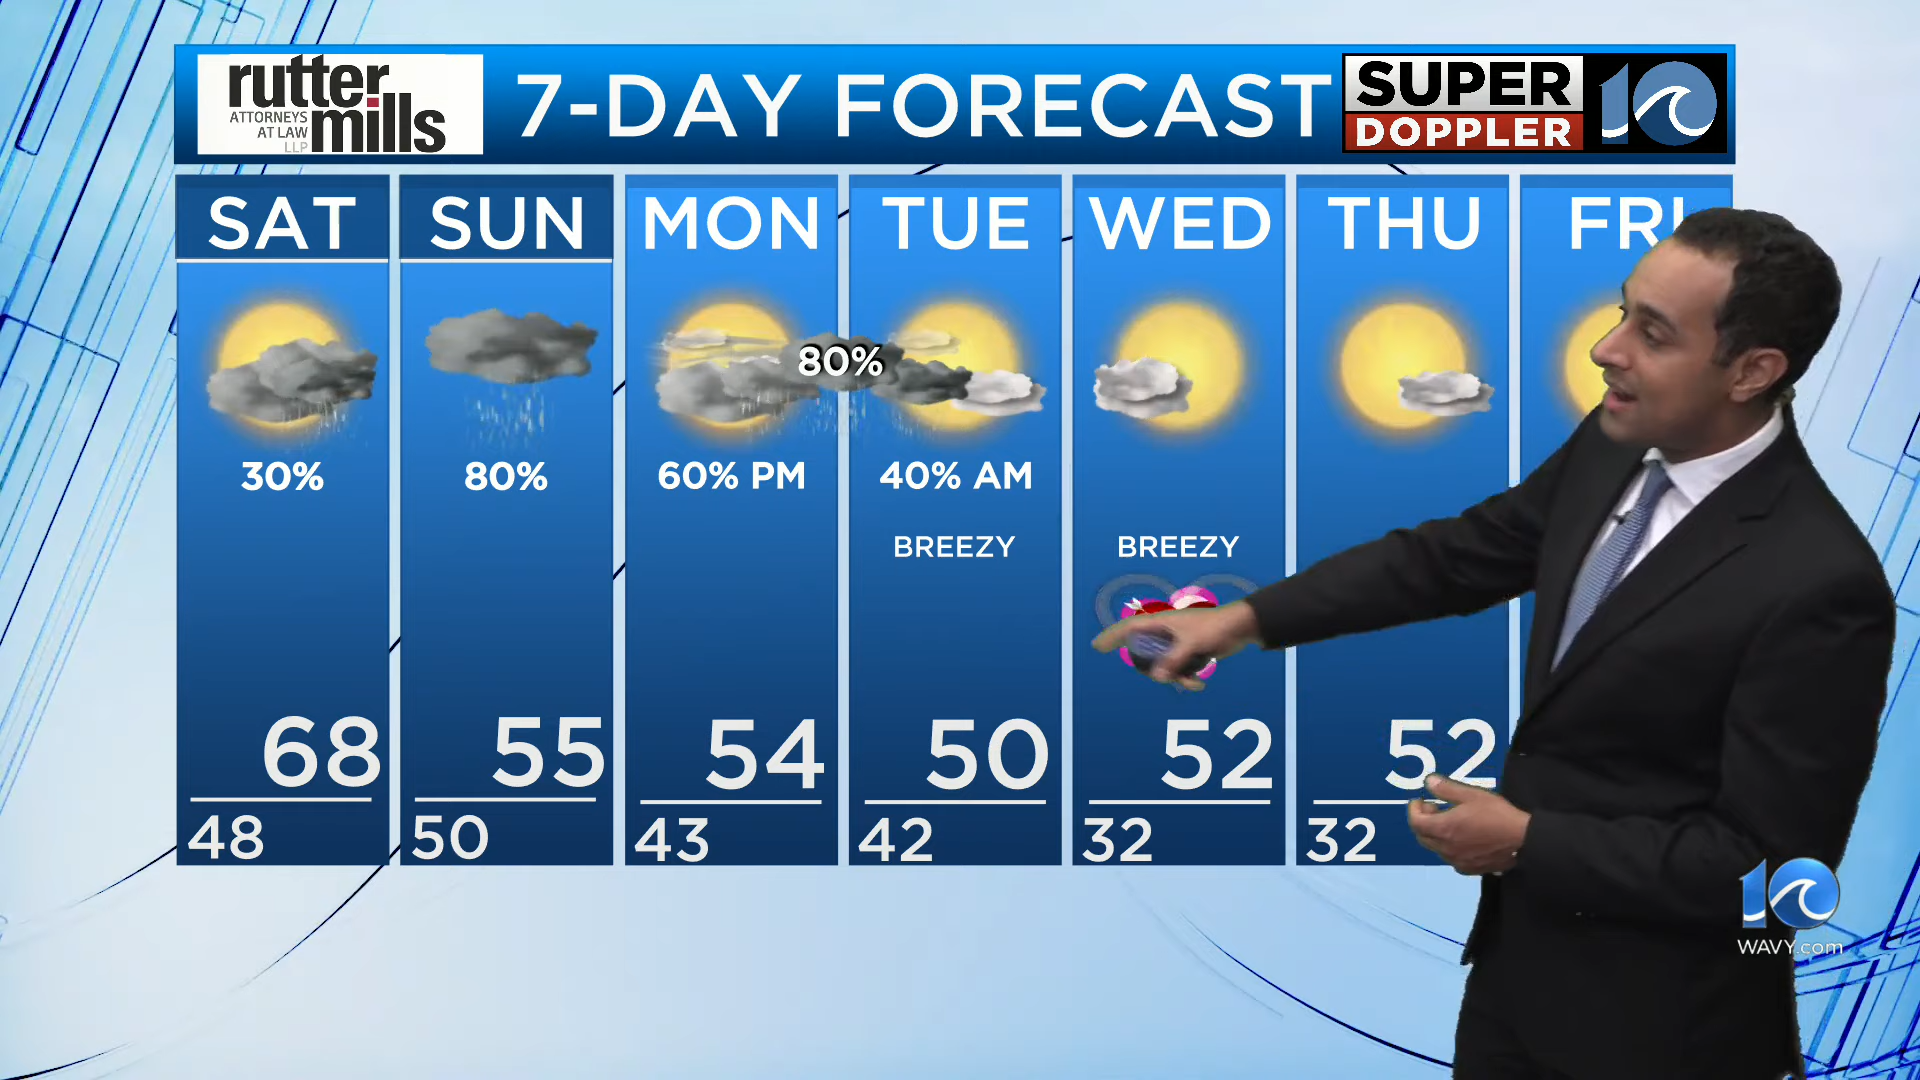 rutter
mills
ATTORNEYS
AT LAW
LLP
7-DAY FORECAST
SUPER
DOPPLER
10
SAT
SUN
MON
TUE
WED
THU
FRI
80%
30%
80%
60% PM
40% AM
BREEZY
BREEZY
68
55
54
50
52
52
48
50
43
42
32
32
10
WAVY.com